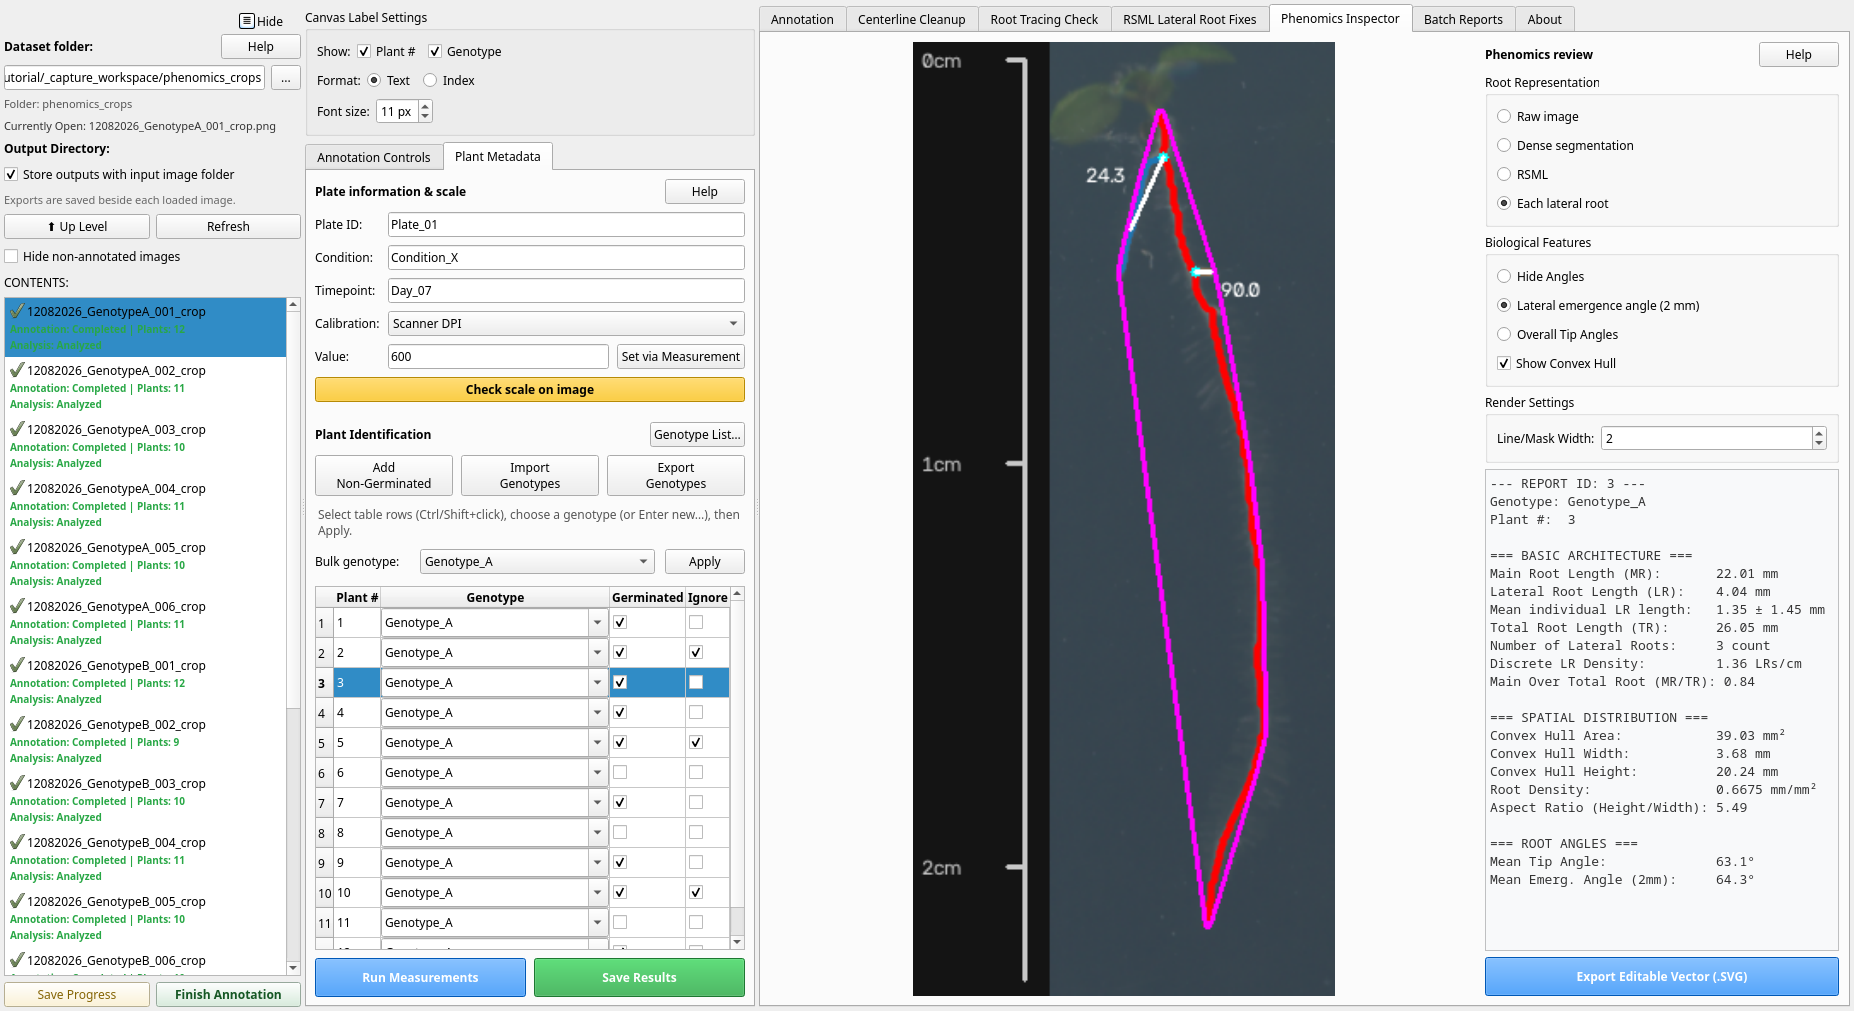 Hide
Dataset folder:
Help
utorial/_capture_workspace/phenomics_crops
...
Folder: phenomics_crops
Currently Open: 12082026_GenotypeA_001_crop.png
Output Directory:
Store outputs with input image folder
Exports are saved beside each loaded image.
Up Level
Refresh
Hide non-annotated images
CONTENTS:
12082026_GenotypeA_001_crop
Annotation: Completed | Plants: 12
Analysis: Analyzed
12082026_GenotypeA_002_crop
Annotation: Completed | Plants: 11
Analysis: Analyzed
12082026_GenotypeA_003_crop
Annotation: Completed | Plants: 10
Analysis: Analyzed
12082026_GenotypeA_004_crop
Annotation: Completed | Plants: 11
Analysis: Analyzed
12082026_GenotypeA_005_crop
Annotation: Completed | Plants: 10
Analysis: Analyzed
12082026_GenotypeA_006_crop
Annotation: Completed | Plants: 11
Analysis: Analyzed
12082026_GenotypeB_001_crop
Annotation: Completed | Plants: 12
Analysis: Analyzed
12082026_GenotypeB_002_crop
Annotation: Completed | Plants: 9
Analysis: Analyzed
12082026_GenotypeB_003_crop
Annotation: Completed | Plants: 10
Analysis: Analyzed
12082026_GenotypeB_004_crop
Annotation: Completed | Plants: 11
Analysis: Analyzed
12082026_GenotypeB_005_crop
Annotation: Completed | Plants: 10
Analysis: Analyzed
12082026_GenotypeB_006_crop
Save Progress
Finish Annotation
Canvas Label Settings
Show: Plant # Genotype
Format: Text Index
Font size: 11 px
Annotation Controls
Plant Metadata
Plate information & scale
Help
Plate ID: Plate_01
Condition: Condition_X
Timepoint: Day_07
Calibration: Scanner DPI
Value: 600 Set via Measurement
Check scale on image
Plant Identification
Genotype List...
Add
Non-Germinated
Import
Genotypes
Export
Genotypes
Select table rows (Ctrl/Shift+click), choose a genotype (or Enter new...), then
Apply.
Bulk genotype: Genotype_A Apply
Plant # Genotype Germinated Ignore
1 1 Genotype_A
2 2 Genotype_A
3 3 Genotype_A
4 4 Genotype_A
5 5 Genotype_A
6 6 Genotype_A
7 7 Genotype_A
8 8 Genotype_A
9 9 Genotype_A
10 10 Genotype_A
11 11 Genotype_A
Run Measurements
Save Results
Annotation
Centerline Cleanup
Root Tracing Check
RSML Lateral Root Fixes
Phenomics Inspector
Batch Reports
About
0cm
24.3
90.0
1cm
2cm
Phenomics review
Help
Root Representation
Raw image
Dense segmentation
RSML
Each lateral root
Biological Features
Hide Angles
Lateral emergence angle (2 mm)
Overall Tip Angles
Show Convex Hull
Render Settings
Line/Mask Width: 2
--- REPORT ID: 3 ---
Genotype: Genotype_A
Plant #: 3
=== BASIC ARCHITECTURE ===
Main Root Length (MR): 22.01 mm
Lateral Root Length (LR): 4.04 mm
Mean individual LR length: 1.35 ± 1.45 mm
Total Root Length (TR): 26.05 mm
Number of Lateral Roots: 3 count
Discrete LR Density: 1.36 LRs/cm
Main Over Total Root (MR/TR): 0.84
=== SPATIAL DISTRIBUTION ===
Convex Hull Area: 39.03 mm²
Convex Hull Width: 3.68 mm
Convex Hull Height: 20.24 mm
Root Density: 0.6675 mm/mm²
Aspect Ratio (Height/Width): 5.49
=== ROOT ANGLES ===
Mean Tip Angle: 63.1°
Mean Emerg. Angle (2mm): 64.3°
Export Editable Vector (.SVG)